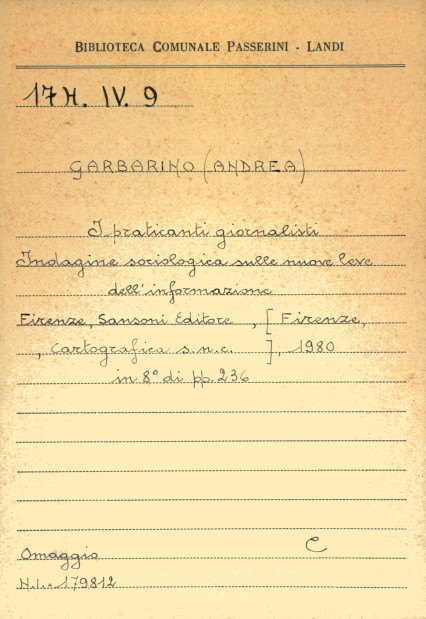 BIBLIOTECA COMUNALE PASSERINI - LANDI
17H. IV. 9
GARBARINO (ANDREA)
I praticanti giornalisti
Indagine sociologica sulle nuove leve
dell'informazione
Firenze, Sansoni Editore , [ Firenze,
, Cartografica s.n.c. ], 1980
in 8° di pp. 236
C
Omaggio
N.I.- 179812